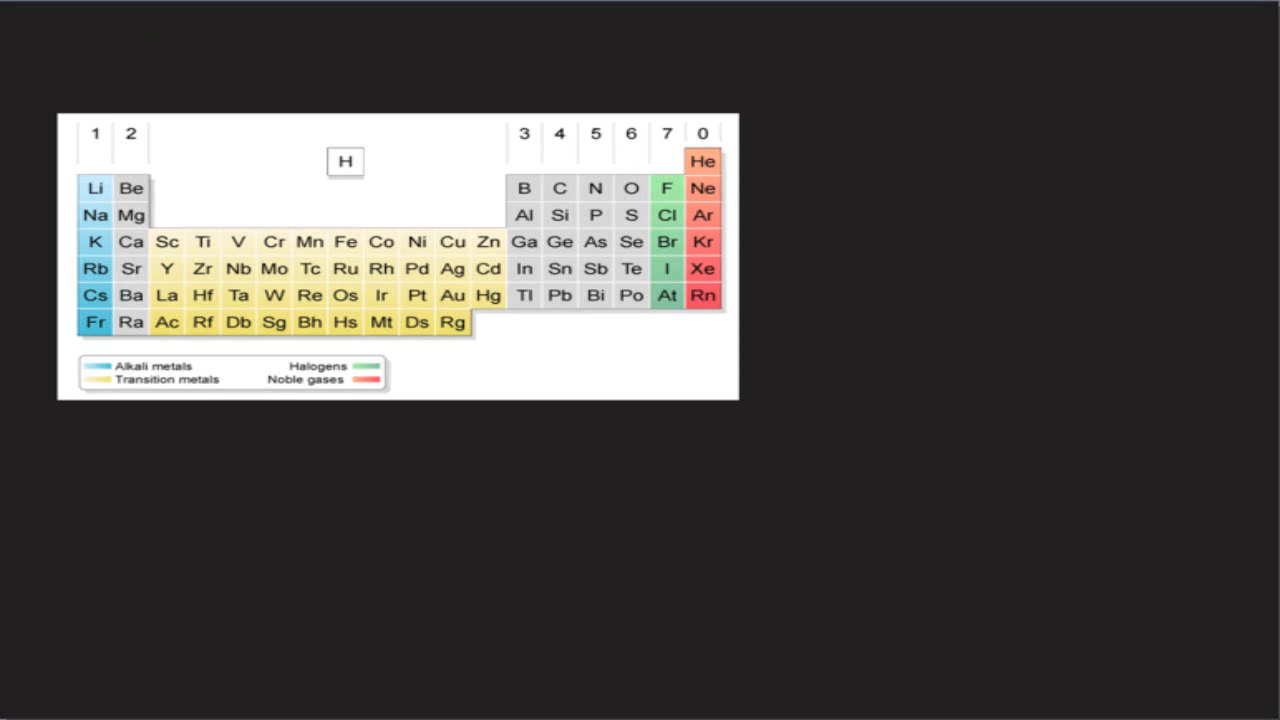 1 2 3 4 5 6 7 0
H He
Li Be B C N O F Ne
Na Mg Al Si P S Cl Ar
K Ca Sc Ti V Cr Mn Fe Co Ni Cu Zn Ga Ge As Se Br Kr
Rb Sr Y Zr Nb Mo Tc Ru Rh Pd Ag Cd In Sn Sb Te I Xe
Cs Ba La Hf Ta W Re Os Ir Pt Au Hg Tl Pb Bi Po At Rn
Fr Ra Ac Rf Db Sg Bh Hs Mt Ds Rg
Alkali metals Halogens
Transition metals Noble gases